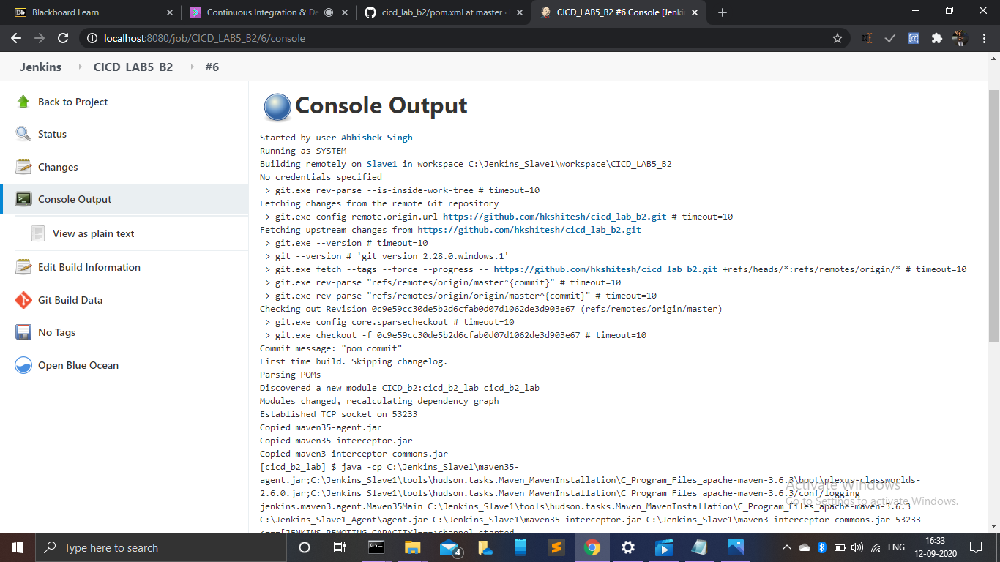 Blackboard Learn
Continuous Integration & De
cicd_lab_b2/pom.xml at master ·
CICD_LAB5_B2 #6 Console [Jenki
localhost:8080/job/CICD_LAB5_B2/6/console
Jenkins
CICD_LAB5_B2
#6
Back to Project
Status
Changes
Console Output
View as plain text
Edit Build Information
Git Build Data
No Tags
Open Blue Ocean
Console Output
Started by user Abhishek Singh
Running as SYSTEM
Building remotely on Slave1 in workspace C:\Jenkins_Slave1\workspace\CICD_LAB5_B2
No credentials specified
> git.exe rev-parse --is-inside-work-tree # timeout=10
Fetching changes from the remote Git repository
> git.exe config remote.origin.url https://github.com/hkshitesh/cicd_lab_b2.git # timeout=10
Fetching upstream changes from https://github.com/hkshitesh/cicd_lab_b2.git
> git.exe --version # timeout=10
> git --version # 'git version 2.28.0.windows.1'
> git.exe fetch --tags --force --progress -- https://github.com/hkshitesh/cicd_lab_b2.git +refs/heads/*:refs/remotes/origin/* # timeout=10
> git.exe rev-parse "refs/remotes/origin/master^{commit}" # timeout=10
> git.exe rev-parse "refs/remotes/origin/origin/master^{commit}" # timeout=10
Checking out Revision 0c9e59cc30de5b2d6cfab0d07d1062de3d903e67 (refs/remotes/origin/master)
> git.exe config core.sparsecheckout # timeout=10
> git.exe checkout -f 0c9e59cc30de5b2d6cfab0d07d1062de3d903e67 # timeout=10
Commit message: "pom commit"
First time build. Skipping changelog.
Parsing POMs
Discovered a new module CICD_b2:cicd_b2_lab cicd_b2_lab
Modules changed, recalculating dependency graph
Established TCP socket on 53233
Copied maven35-agent.jar
Copied maven35-interceptor.jar
Copied maven3-interceptor-commons.jar
[cicd_b2_lab] $ java -cp C:\Jenkins_Slave1\maven35-
agent.jar;C:\Jenkins_Slave1\tools\hudson.tasks.Maven_MavenInstallation\C_Program_Files_apache-maven-3.6.3\boot\plexus-classworlds-
2.6.0.jar;C:\Jenkins_Slave1\tools\hudson.tasks.Maven_MavenInstallation\C_Program_Files_apache-maven-3.6.3/conf/logging
jenkins.maven3.agent.Maven35Main C:\Jenkins_Slave1\tools\hudson.tasks.Maven_MavenInstallation\C_Program_Files_apache-maven-3.6.3
C:\Jenkins_Slave1_Agent\agent.jar C:\Jenkins_Slave1\maven35-interceptor.jar C:\Jenkins_Slave1\maven3-interceptor-commons.jar 53233
<===[JENKINS REMOTING CAPACITY]===>channel started
Activate Windows
Go to Settings to activate Windows.
Type here to search
4
ENG
16:33
12-09-2020